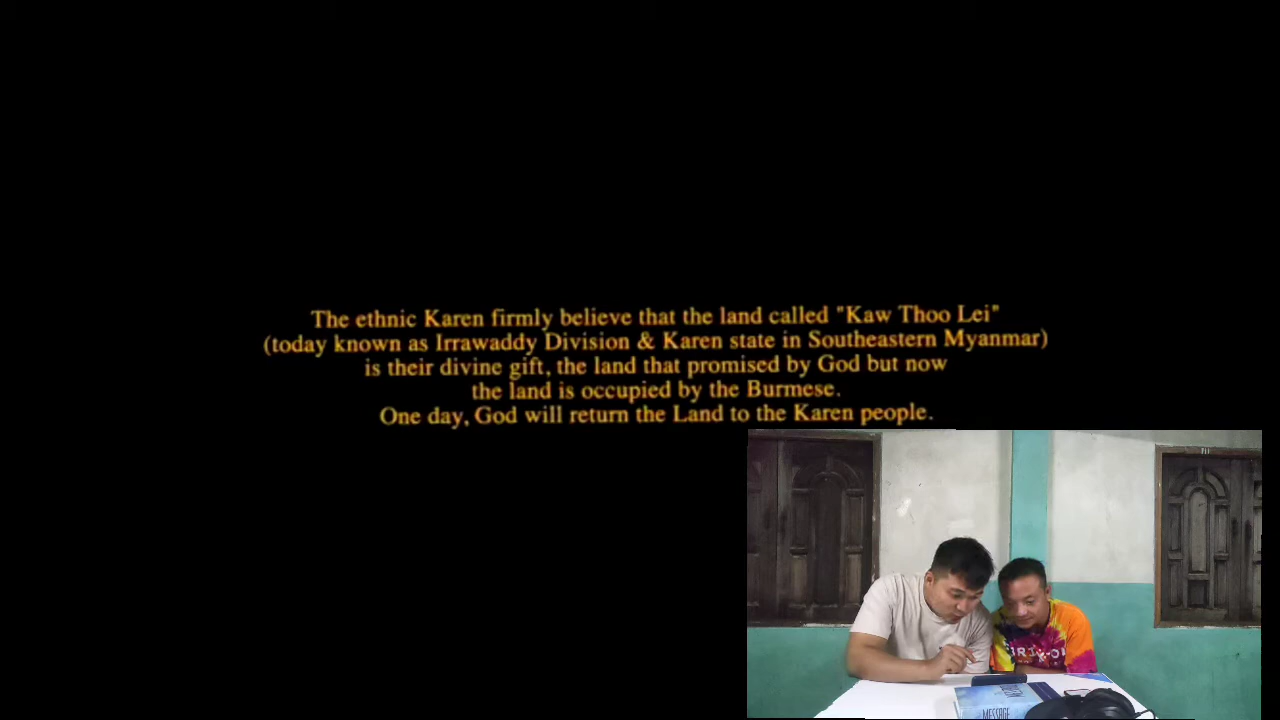 The ethnic Karen firmly believe that the land called "Kaw Thoo Lei"
(today known as Irrawaddy Division & Karen state in Southeastern Myanmar)
is their divine gift, the land that promised by God but now
the land is occupied by the Burmese.
One day, God will return the Land to the Karen people.
MESSAGE